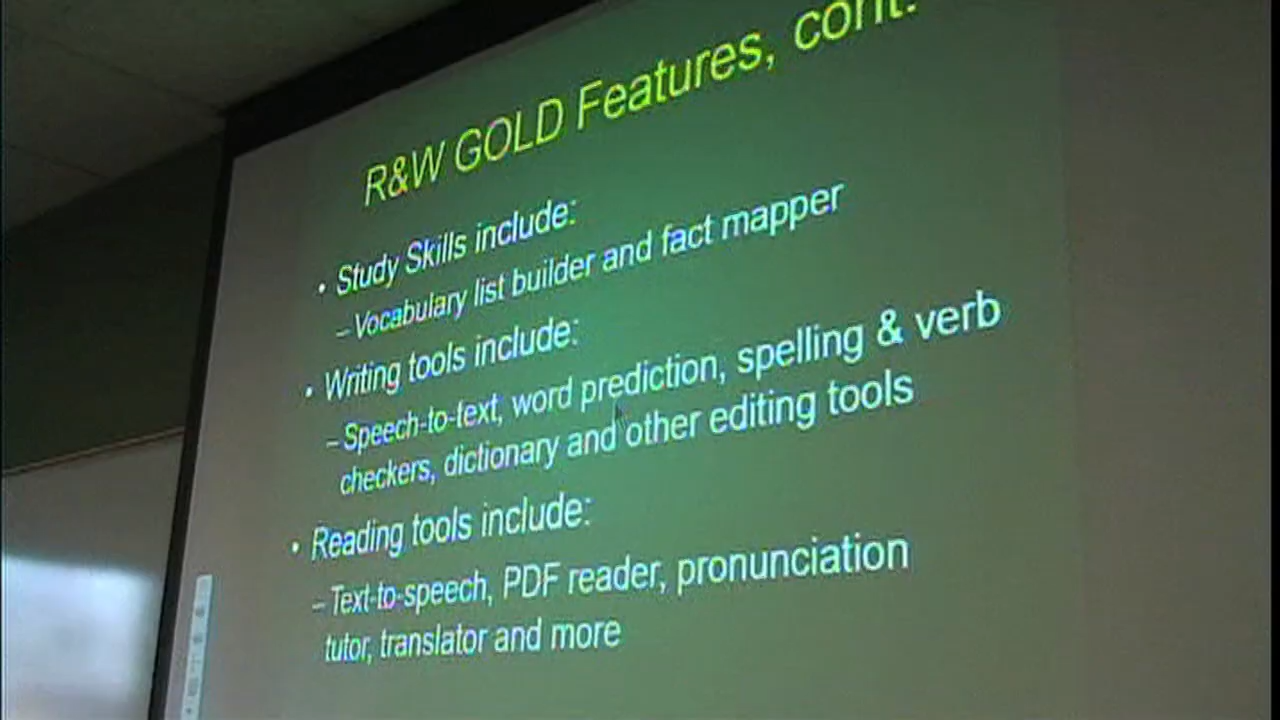 R&W GOLD Features, cont.
• Study Skills include:
– Vocabulary list builder and fact mapper
• Writing tools include:
– Speech-to-text, word prediction, spelling & verb
checkers, dictionary and other editing tools
• Reading tools include:
– Text-to-speech, PDF reader, pronunciation
tutor, translator and more